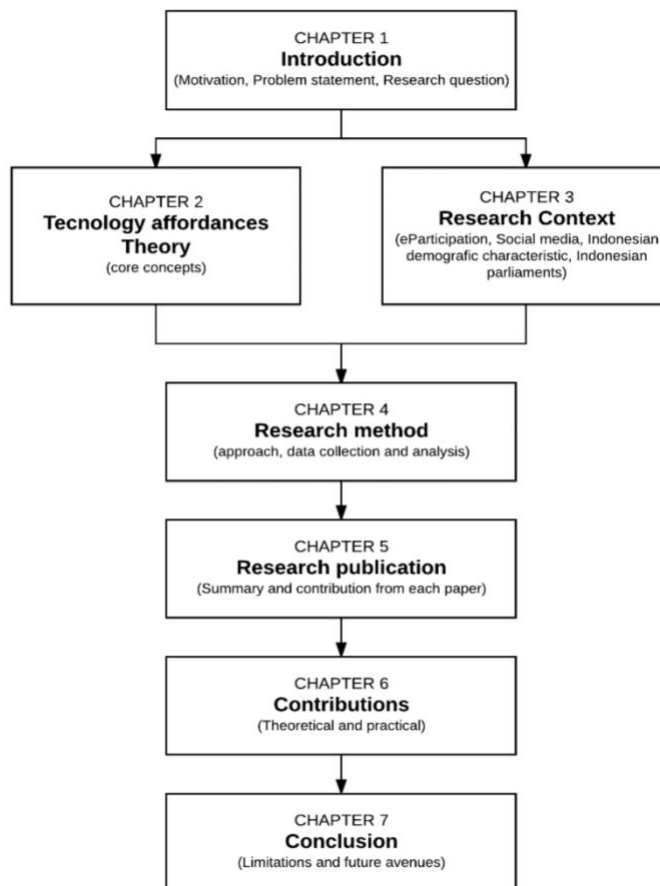 CHAPTER 1
Introduction
(Motivation, Problem statement, Research question)
CHAPTER 2
Tecnology affordances
Theory
(core concepts)
CHAPTER 3
Research Context
(eParticipation, Social media, Indonesian
demografic characteristic, Indonesian
parliaments)
CHAPTER 4
Research method
(approach, data collection and analysis)
CHAPTER 5
Research publication
(Summary and contribution from each paper)
CHAPTER 6
Contributions
(Theoretical and practical)
CHAPTER 7
Conclusion
(Limitations and future avenues)